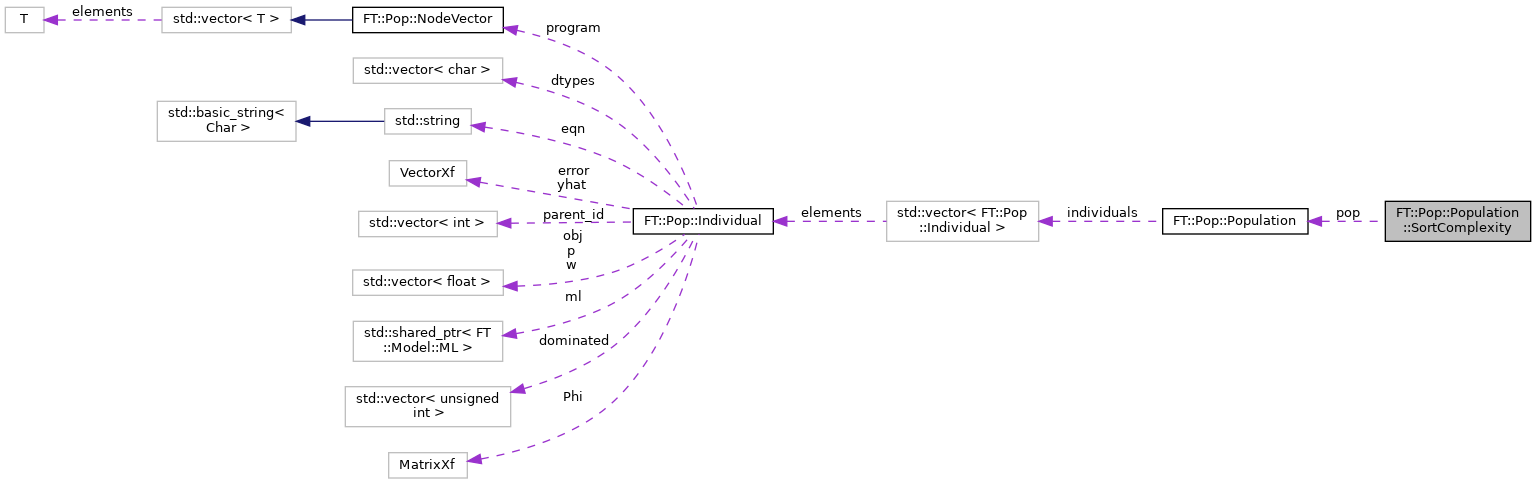 T
elements
std::vector< T >
FT::Pop::NodeVector
program
std::vector< char >
dtypes
std::basic_string<
Char >
std::string
eqn
VectorXf
error
yhat
std::vector< int >
parent_id
FT::Pop::Individual
elements
std::vector< FT::Pop
::Individual >
individuals
FT::Pop::Population
pop
FT::Pop::Population
::SortComplexity
obj
p
w
std::vector< float >
ml
std::shared_ptr< FT
::Model::ML >
dominated
std::vector< unsigned
int >
Phi
MatrixXf